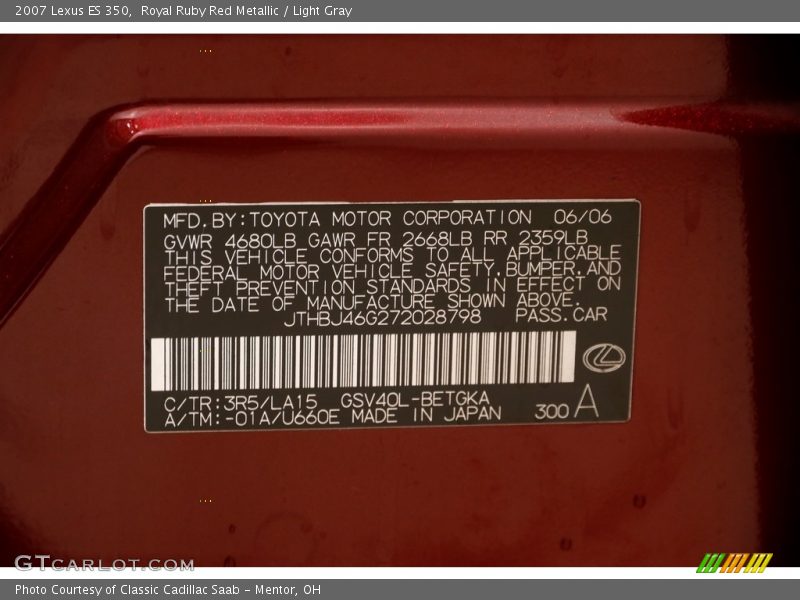 2007 Lexus ES 350,  Royal Ruby Red Metallic / Light Gray
MFD. BY: TOYOTA MOTOR CORPORATION 06/06
GVWR 4680LB GAWR FR 2668LB RR 2359LB
THIS VEHICLE CONFORMS TO ALL APPLICABLE
FEDERAL MOTOR VEHICLE SAFETY, BUMPER, AND
THEFT PREVENTION STANDARDS IN EFFECT ON
THE DATE OF MANUFACTURE SHOWN ABOVE.
JTHBJ46G272028798 PASS. CAR
C/TR: 3R5/LA15 GSV40L-BETGKA
A/TM: -01A/U660E MADE IN JAPAN 300 A
GTCARLOT.COM
Photo Courtesy of Classic Cadillac Saab - Mentor, OH